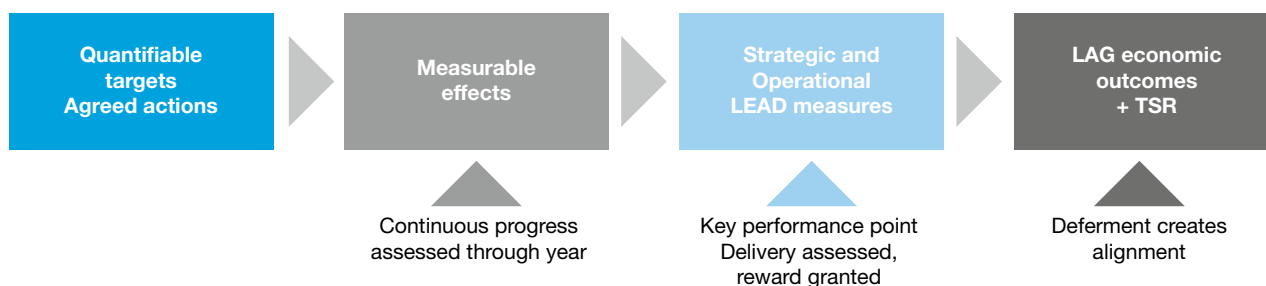 Quantifiable
targets
Agreed actions
Measurable
effects
Strategic and
Operational
LEAD measures
LAG economic
outcomes
+ TSR
Continuous progress
assessed through year
Key performance point
Delivery assessed,
reward granted
Deferment creates
alignment